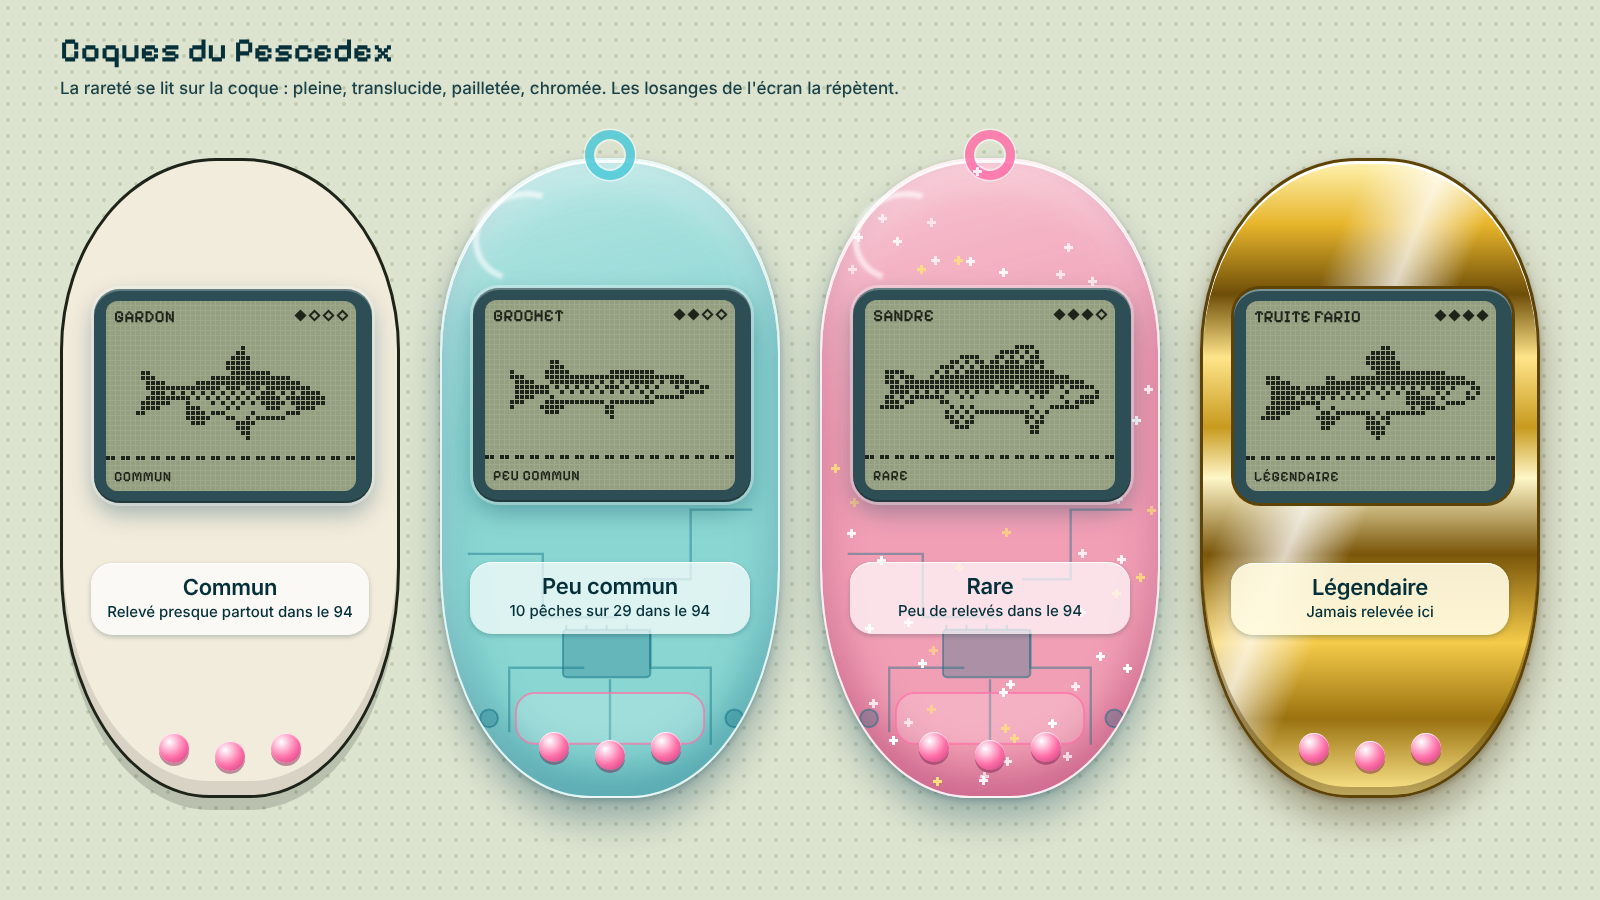 Coques du Pescedex
La rareté se lit sur la coque : pleine, translucide, pailletée, chromée. Les losanges de l'écran la répètent.
GARDON
COMMUN
Commun
Relevé presque partout dans le 94
BROCHET
PEU COMMUN
Peu commun
10 pêches sur 29 dans le 94
SANDRE
RARE
Rare
Peu de relevés dans le 94
TRUITE FARIO
LÉGENDAIRE
Légendaire
Jamais relevée ici